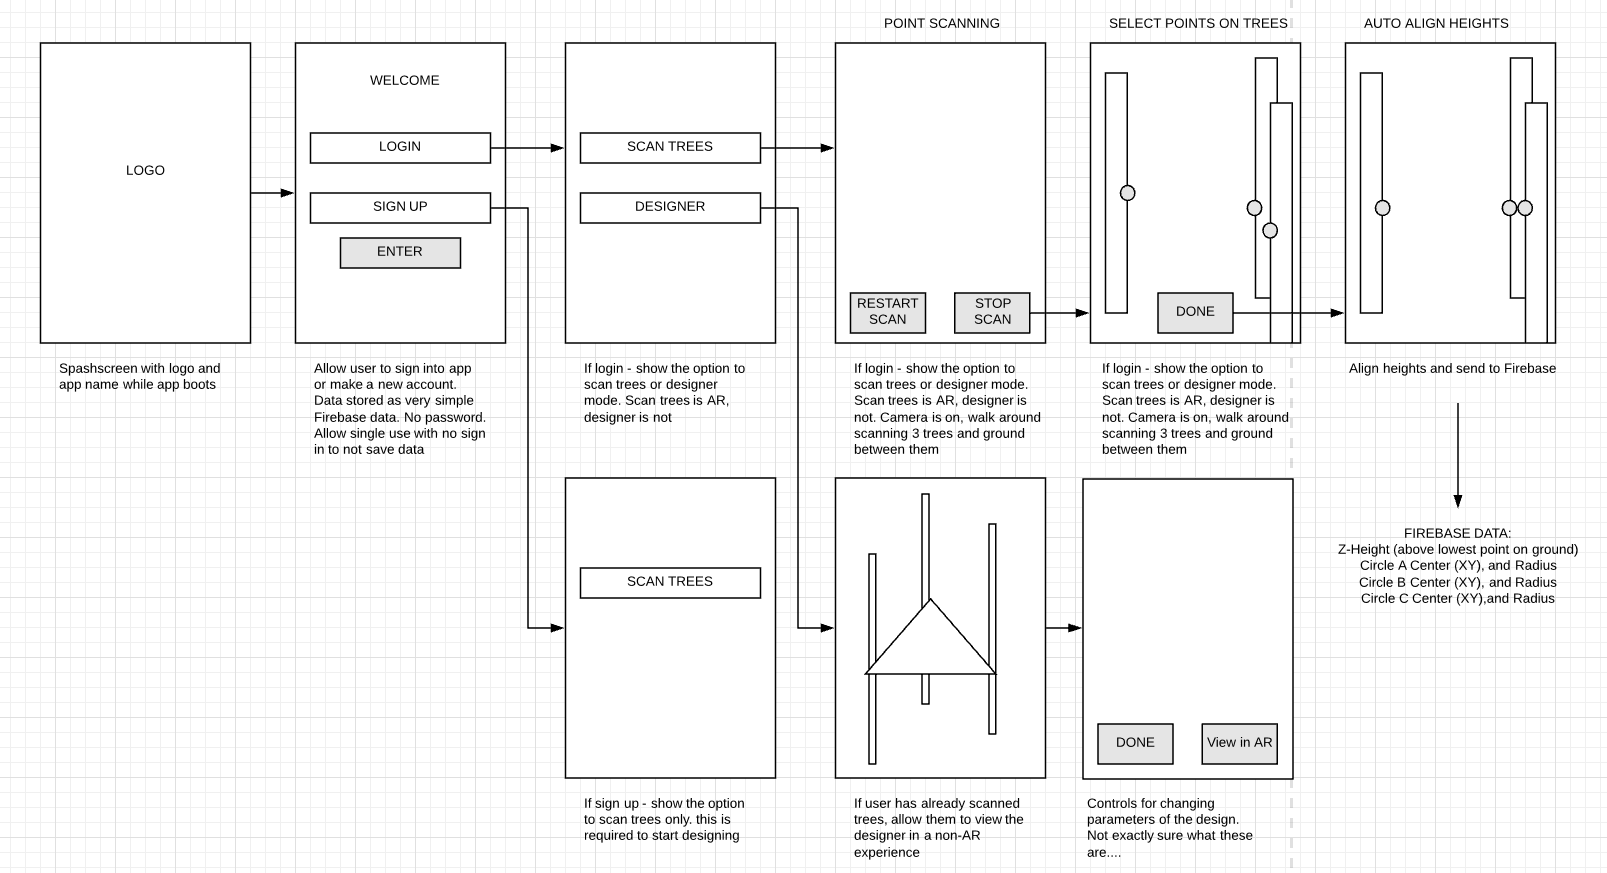 POINT SCANNING
SELECT POINTS ON TREES
AUTO ALIGN HEIGHTS
LOGO
WELCOME
LOGIN
SIGN UP
ENTER
SCAN TREES
DESIGNER
RESTART
SCAN
STOP
SCAN
DONE
Spashscreen with logo and
app name while app boots
Allow user to sign into app
or make a new account.
Data stored as very simple
Firebase data. No password.
Allow single use with no sign
in to not save data
If login - show the option to
scan trees or designer
mode. Scan trees is AR,
designer is not
If login - show the option to
scan trees or designer mode.
Scan trees is AR, designer is
not. Camera is on, walk around
scanning 3 trees and ground
between them
If login - show the option to
scan trees or designer mode.
Scan trees is AR, designer is
not. Camera is on, walk around
scanning 3 trees and ground
between them
Align heights and send to Firebase
FIREBASE DATA:
Z-Height (above lowest point on ground)
Circle A Center (XY), and Radius
Circle B Center (XY), and Radius
Circle C Center (XY),and Radius
SCAN TREES
DONE
View in AR
If sign up - show the option
to scan trees only. this is
required to start designing
If user has already scanned
trees, allow them to view the
designer in a non-AR
experience
Controls for changing
parameters of the design.
Not exactly sure what these
are....